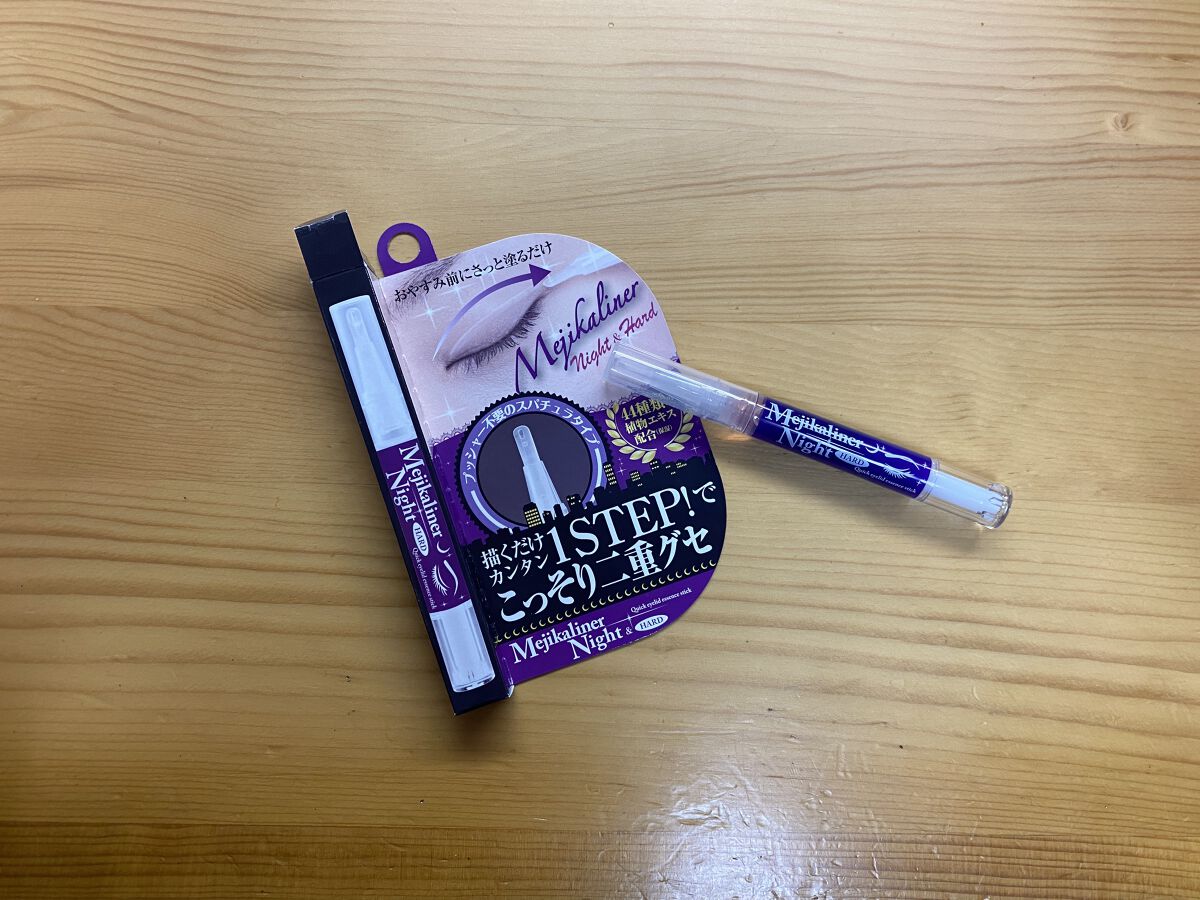 おやすみ前にさっと塗るだけ
Mejikaliner
Night & Hard
プッシャー不要のスパチュラタイプ
44種類
植物エキス
配合(保湿)
描くだけ
カンタン
1STEP!で
こっそり二重グセ
Quick eyelid essence stick
Mejikaliner
Night & HARD
Mejikaliner
Night HARD
Quick eyelid essence stick
Mejikaliner
Night HARD
Quick eyelid essence stick